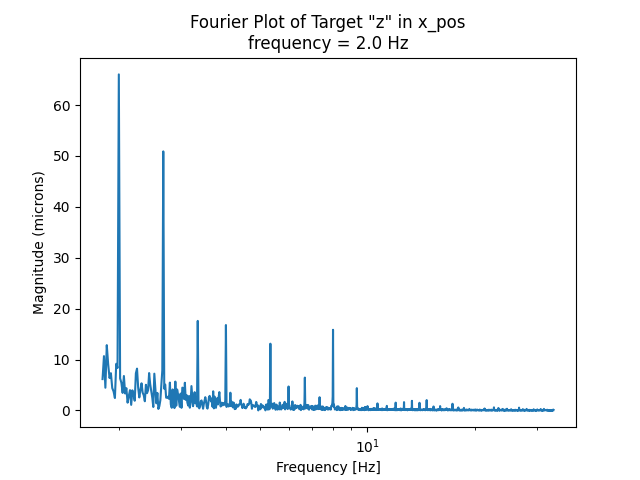 Fourier Plot of Target "z" in x_pos
frequency = 2.0 Hz
60
50
40
30
20
10
0
Magnitude (microns)
10¹
Frequency [Hz]